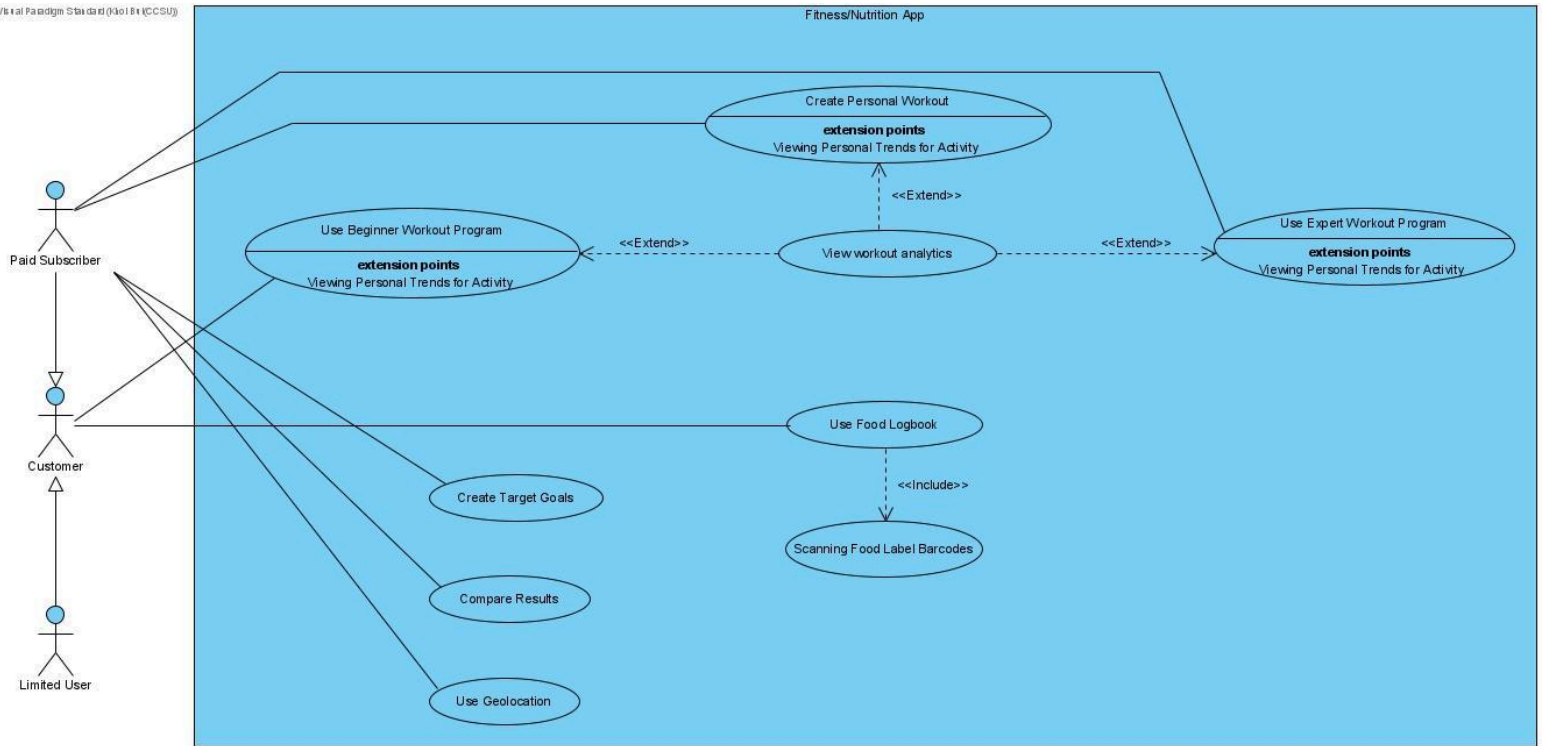 Visual Paradigm Standard
Fitness/Nutrition App
Create Personal Workout
extension points
Viewing Personal Trends for Activity
<<Extend>>
Paid Subscriber
Use Beginner Workout Program
extension points
Viewing Personal Trends for Activity
<<Extend>>
View workout analytics
<<Extend>>
Use Expert Workout Program
extension points
Viewing Personal Trends for Activity
Customer
Use Food Logbook
<<Include>>
Scanning Food Label Barcodes
Create Target Goals
Compare Results
Use Geolocation
Limited User